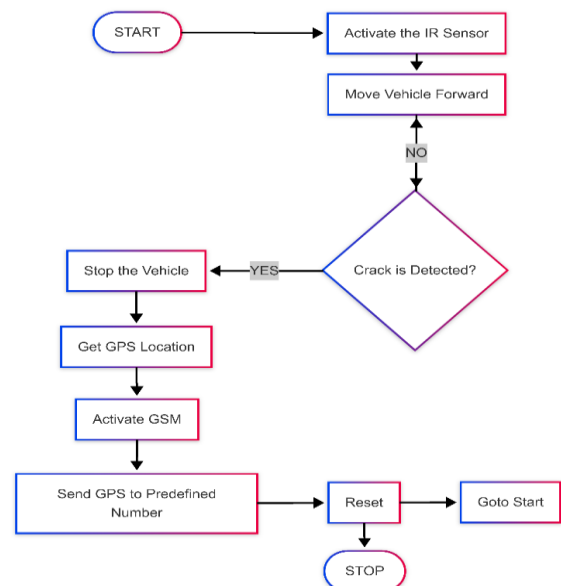 START
Activate the IR Sensor
Move Vehicle Forward
NO
Crack is Detected?
YES
Stop the Vehicle
Get GPS Location
Activate GSM
Send GPS to Predefined
Number
Reset
Goto Start
STOP